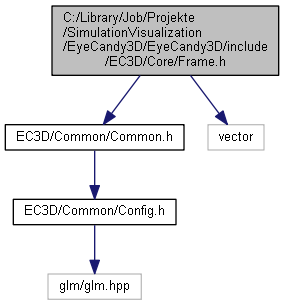 C:/Library/Job/Projekte
/SimulationVisualization
/EyeCandy3D/EyeCandy3D/include
/EC3D/Core/Frame.h
EC3D/Common/Common.h
vector
EC3D/Common/Config.h
glm/glm.hpp